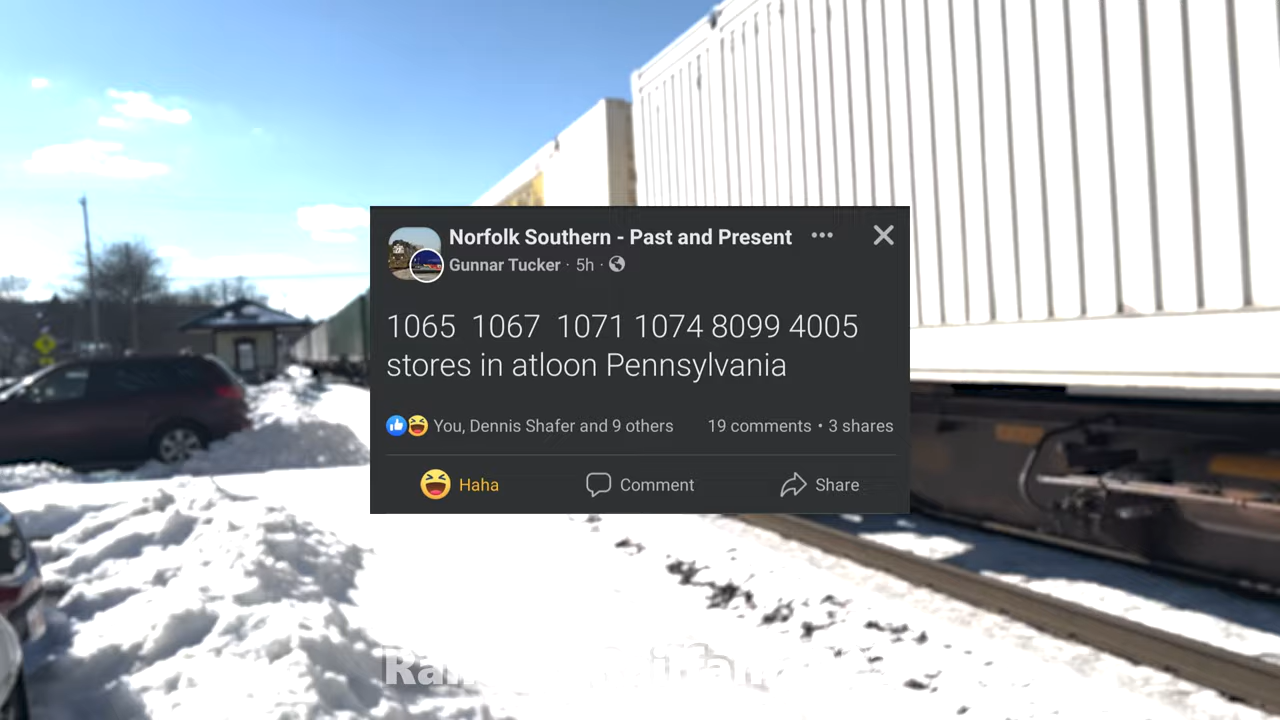 Norfolk Southern - Past and Present
Gunnar Tucker · 5h ·
1065 1067 1071 1074 8099 4005
stores in atloon Pennsylvania
You, Dennis Shafer and 9 others 19 comments • 3 shares
Haha Comment Share